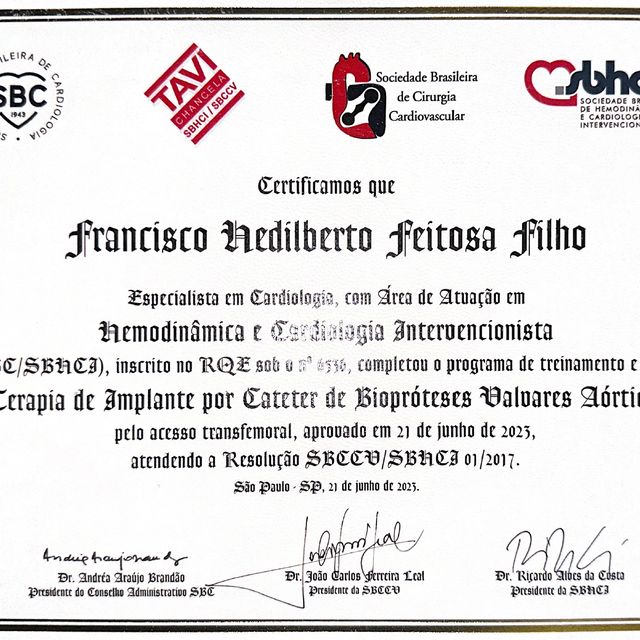 SBC
1943
TAVI
CHANCELA
SBHCI / SBCCV
Sociedade Brasileira
de Cirurgia
Cardiovascular
sbhc
SOCIEDADE BR
DE HEMODINÂ
E CARDIOLOGI
INTERVENCION
Certificamos que
Francisco Hedilberto Feitosa Filho
Especialista em Cardiologia, com Área de Atuação em
Hemodinâmica e Cardiologia Intervencionista
C/SBHCI), inscrito no RQE sob o nº 6536, completou o programa de treinamento e
Terapia de Implante por Cateter de Biopróteses Valvares Aórtic
pelo acesso transfemoral, aprovado em 21 de junho de 2023,
atendendo a Resolução SBCCV/SBHCI 01/2017.
São Paulo - SP, 21 de junho de 2023.
Dr. Andréa Araújo Brandão
Presidente do Conselho Administrativo SBC
Dr. João Carlos Ferreira Leal
Presidente da SBCCV
Dr. Ricardo Alves da Costa
Presidente da SBHCI